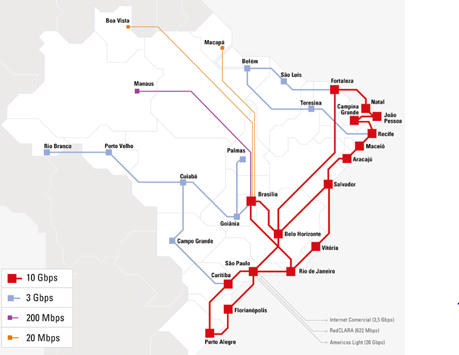 Boa Vista
Macapá
Belém
São Luís
Fortaleza
Manaus
Teresina
Campina
Grande
Natal
João
Pessoa
Recife
Rio Branco
Porto Velho
Palmas
Maceió
Aracajú
Cuiabá
Salvador
Brasília
Goiânia
Campo Grande
Belo Horizonte
Vitória
São Paulo
Rio de Janeiro
Curitiba
Florianópolis
Porto Alegre
10 Gbps
3 Gbps
200 Mbps
20 Mbps
Internet Comercial (2,5 Gbps)
RedCLARA (622 Mbps)
Americas Light (20 Gbps)